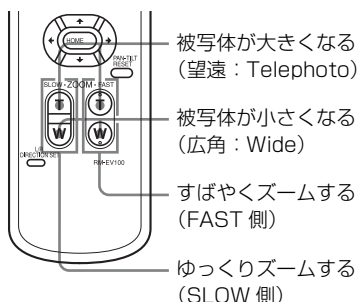 HOME
PAN-TILT
RESET
SLOW・ZOOM・FAST
T
T
W
W
L/R
DIRECTION SET
RM-EV100
被写体が大きくなる
（望遠：Telephoto）
被写体が小さくなる
（広角：Wide）
すばやくズームする
（FAST 側）
ゆっくりズームする
（SLOW 側）